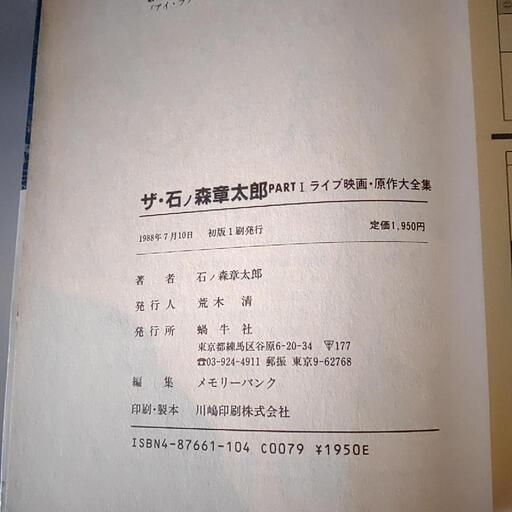 ザ・石ノ森章太郎PART I ライブ映画・原作大全集
1988年7月10日 初版1刷発行 定価1,950円
著者 石ノ森章太郎
発行人 荒木 清
発行所 蝸牛社
東京都練馬区谷原6-20-34 〒177
☎03-924-4911 郵振 東京9-62768
編集 メモリーバンク
印刷・製本 川嶋印刷株式会社
ISBN4-87661-104 C0079 ¥1950E